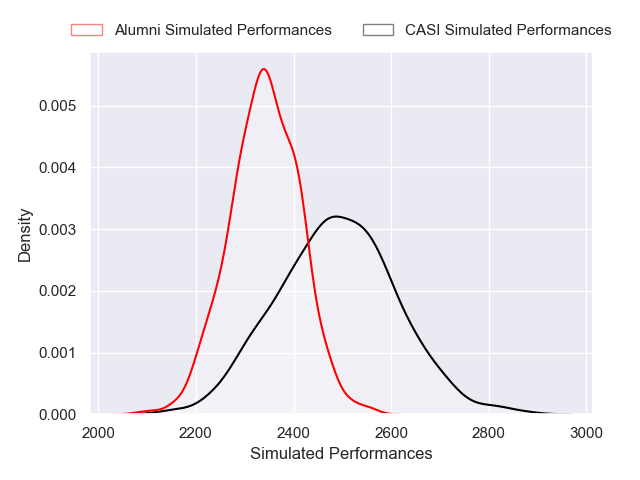 Alumni Simulated Performances CASI Simulated Performances
0.005
0.004
0.003
0.002
0.001
0.000
Density
2000 2200 2400 2600 2800 3000
Simulated Performances